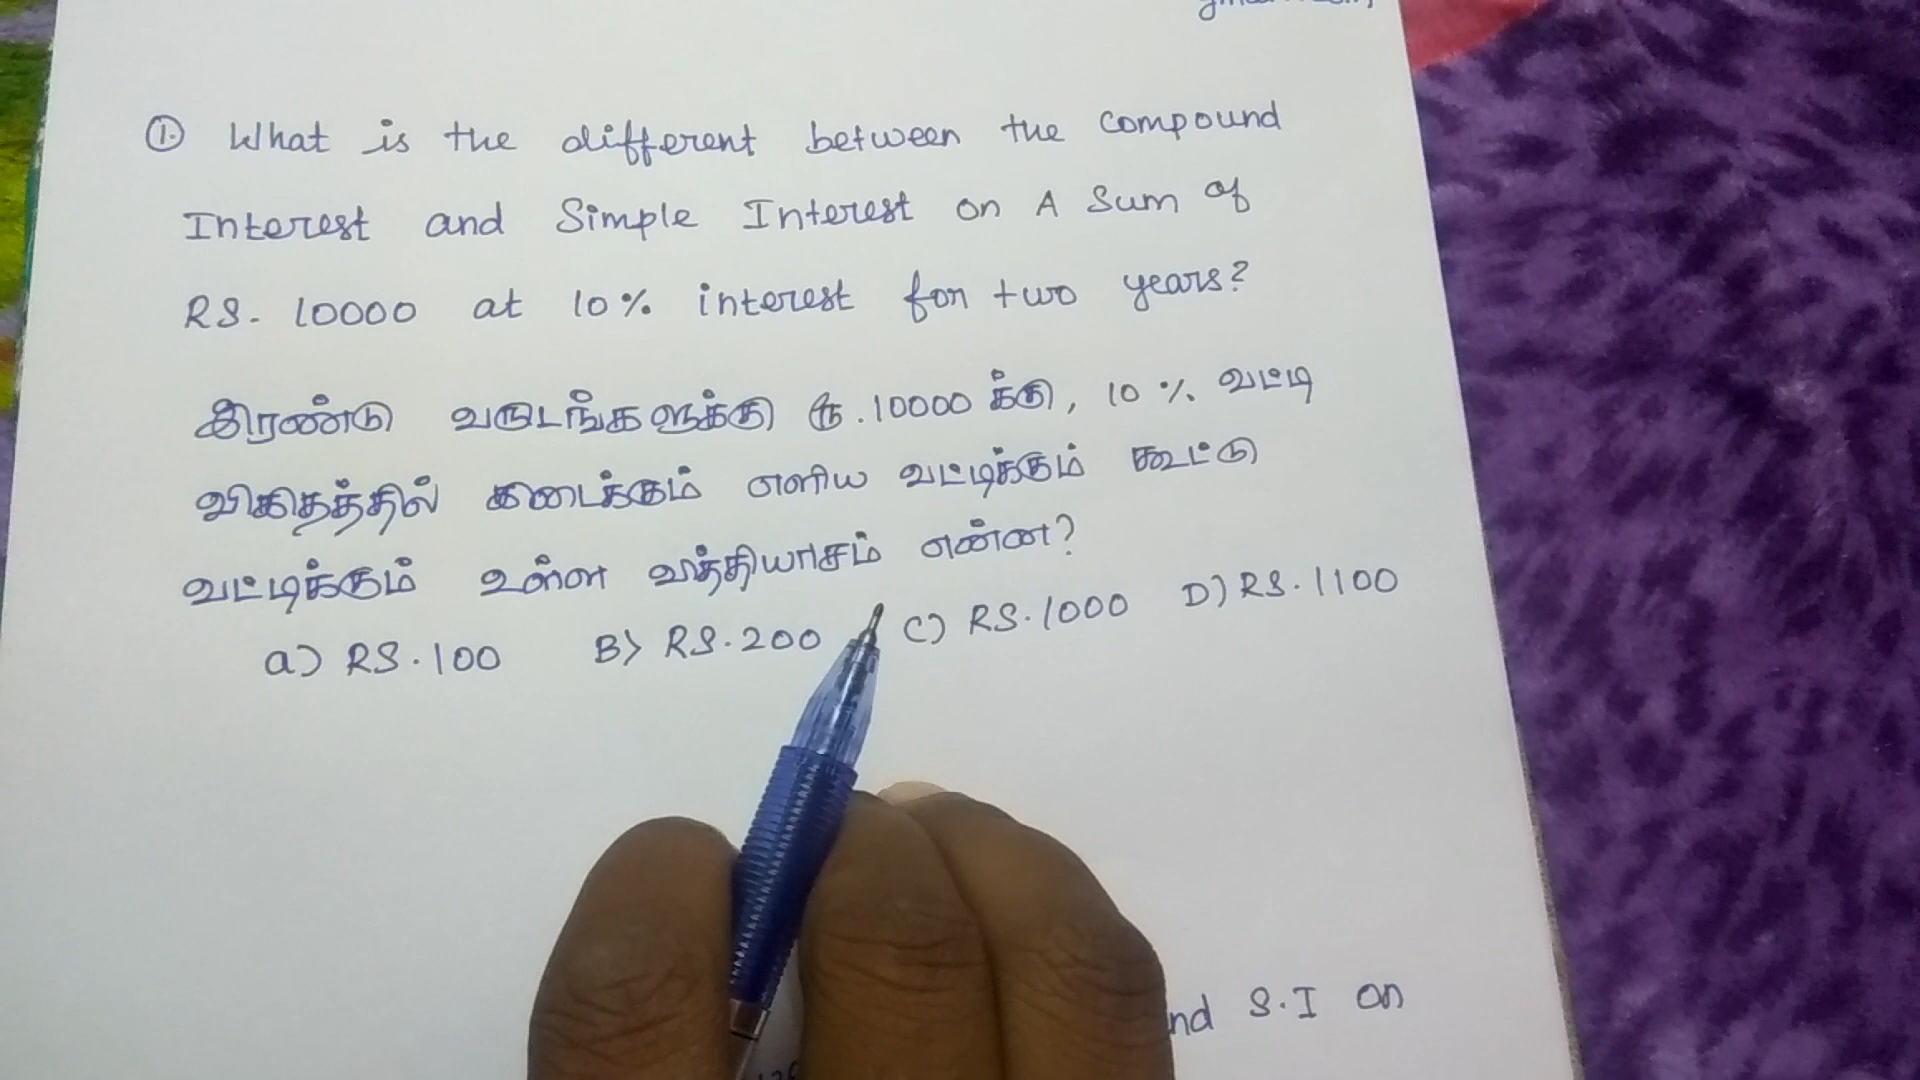 ① What is the different between the compound
Interest and Simple Interest on A Sum of
RS. 10000 at 10% interest for two years?
இரண்டு வருடங்களுக்கு ரூ.10000 க்கு, 10 % வட்டி
விகிதத்தில் கிடைக்கும் எளிய வட்டிக்கும் கூட்டு
வட்டிக்கும் உள்ள வித்தியாசம் என்ன?
a) RS.100 B) RS.200 C) RS.1000 D) RS.1100
nd S.I on